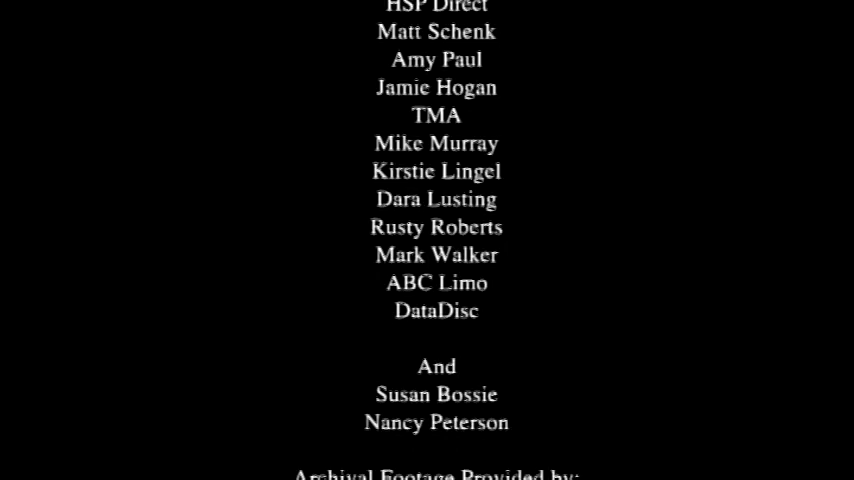 HSP Direct
Matt Schenk
Amy Paul
Jamie Hogan
TMA
Mike Murray
Kirstie Lingel
Dara Lusting
Rusty Roberts
Mark Walker
ABC Limo
DataDisc
And
Susan Bossie
Nancy Peterson
Archival Footage Provided by: